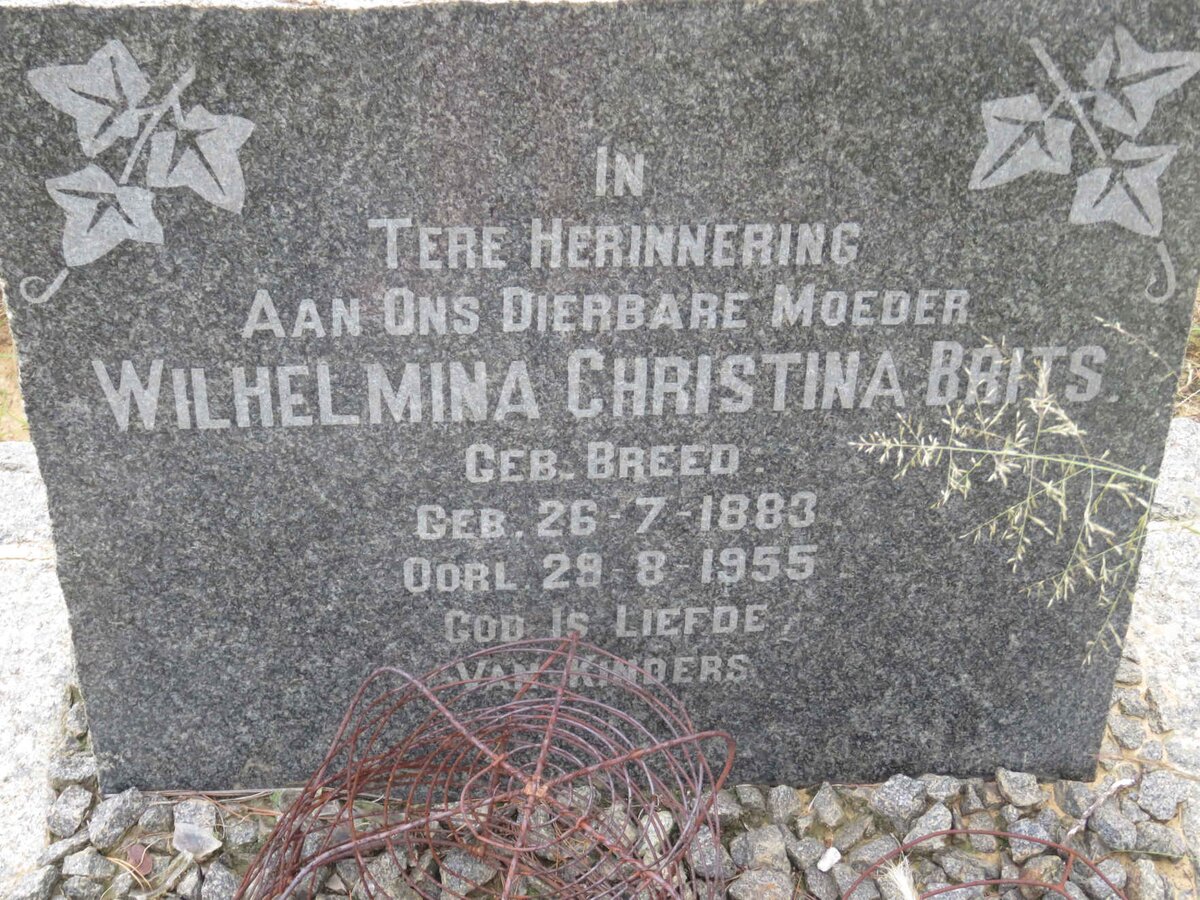 IN
TERE HERINNERING
AAN ONS DIERBARE MOEDER
WILHELMINA CHRISTINA BRITS.
GEB. BREED.
GEB. 26-7-1883.
OORL. 29-8-1955
GOD IS LIEFDE,
VAN KINDERS.